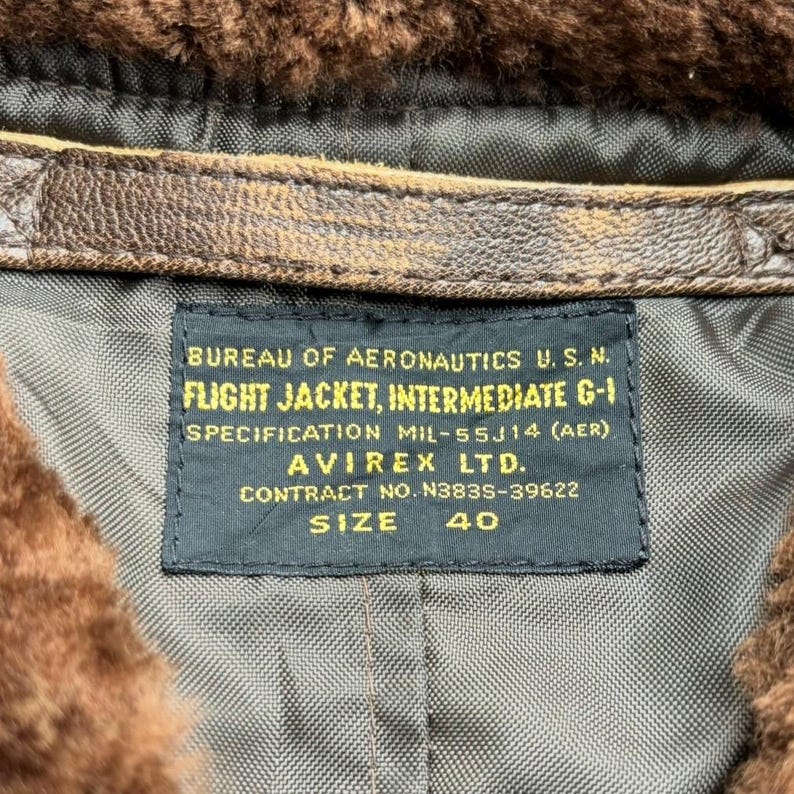 BUREAU OF AERONAUTICS U. S. N.
FLIGHT JACKET, INTERMEDIATE G-1
SPECIFICATION MIL-55J14 (AER)
AVIREX LTD.
CONTRACT NO. N383S-39622
SIZE 40